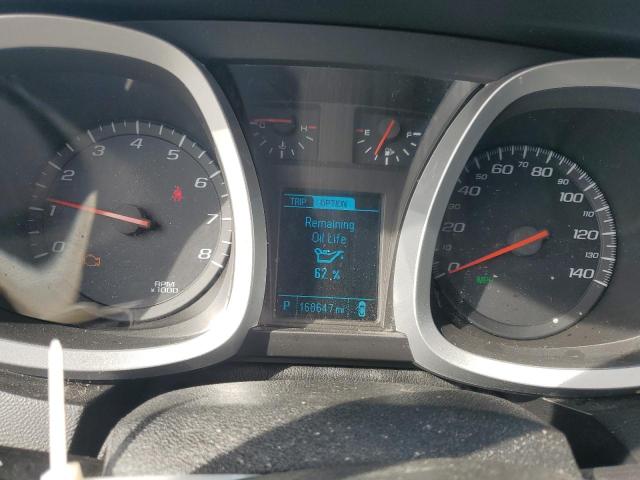 0 1 2 3 4 5 6 7 8
RPM
x1000
C H
E F
TRIP OPTION
Remaining
Oil Life
62 %
P 168647 mi
0 20 40 60 80 100 120 140
10 30 50 70 90 110 130
MPH